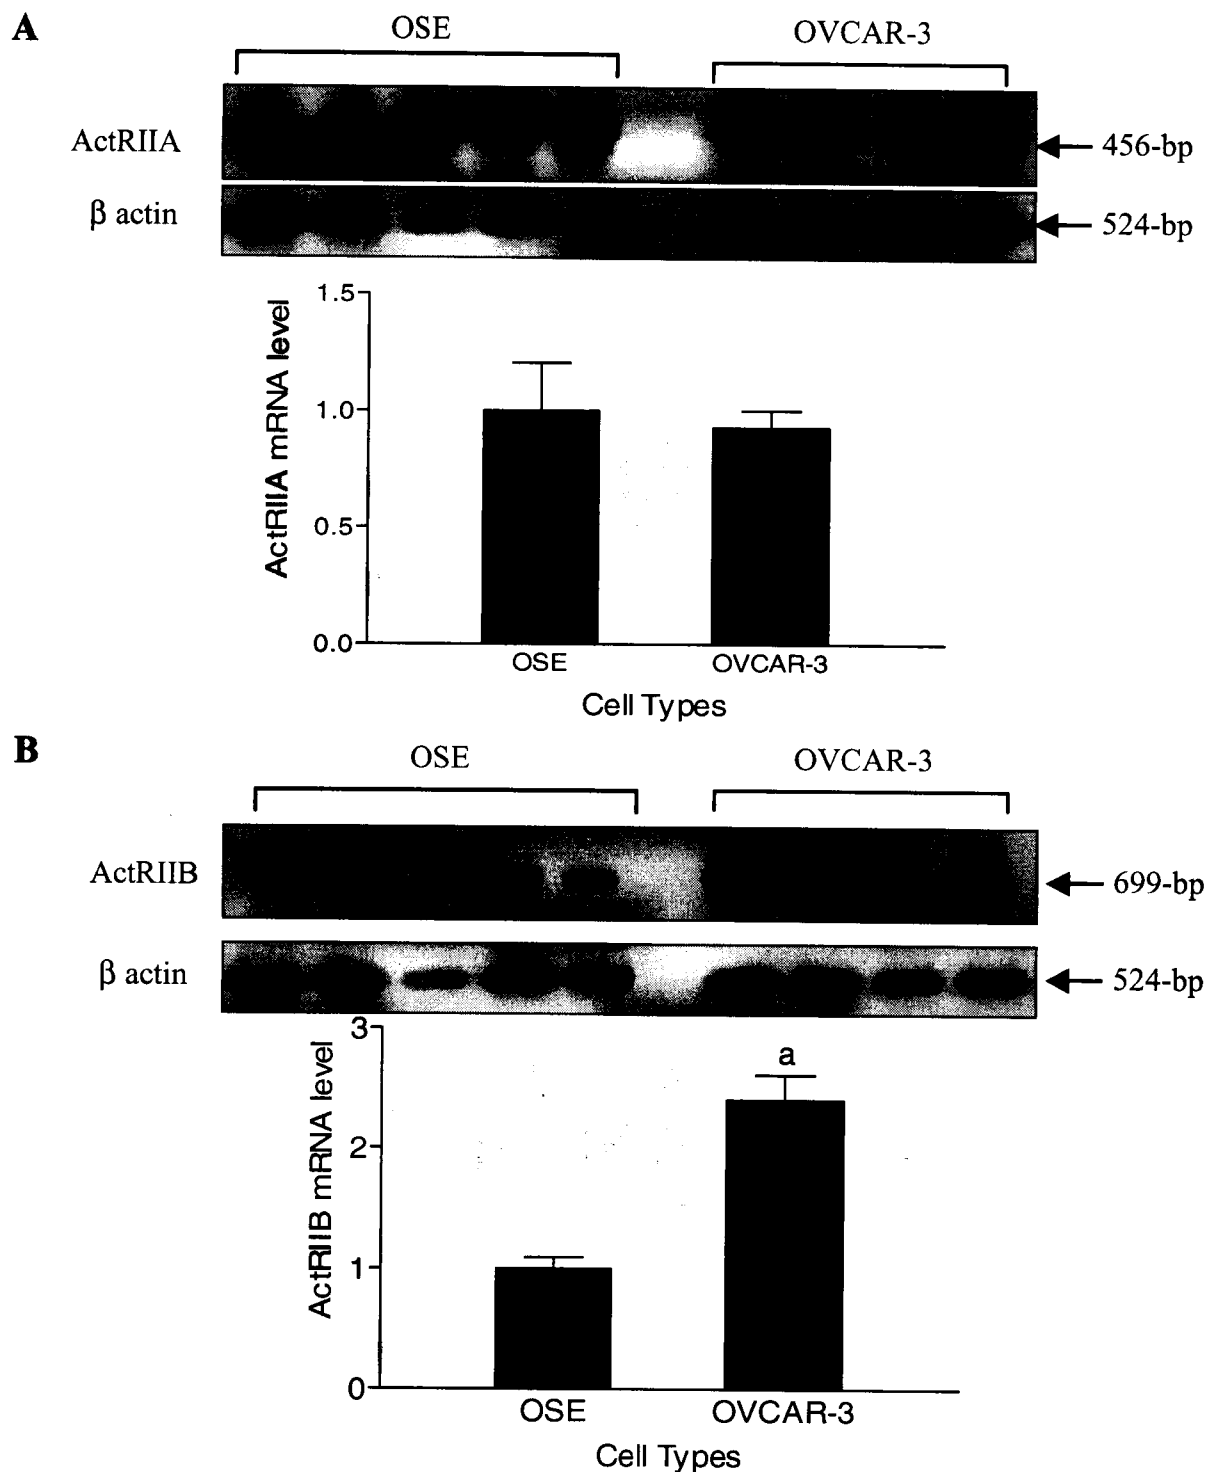 A
OSE
OVCAR-3
ActRIIA
456-bp
β actin
524-bp
ActRIIA mRNA level
1.5
1.0
0.5
0.0
OSE
OVCAR-3
Cell Types
B
OSE
OVCAR-3
ActRIIB
699-bp
β actin
524-bp
ActRIIB mRNA level
3
2
1
0
a
OSE
OVCAR-3
Cell Types